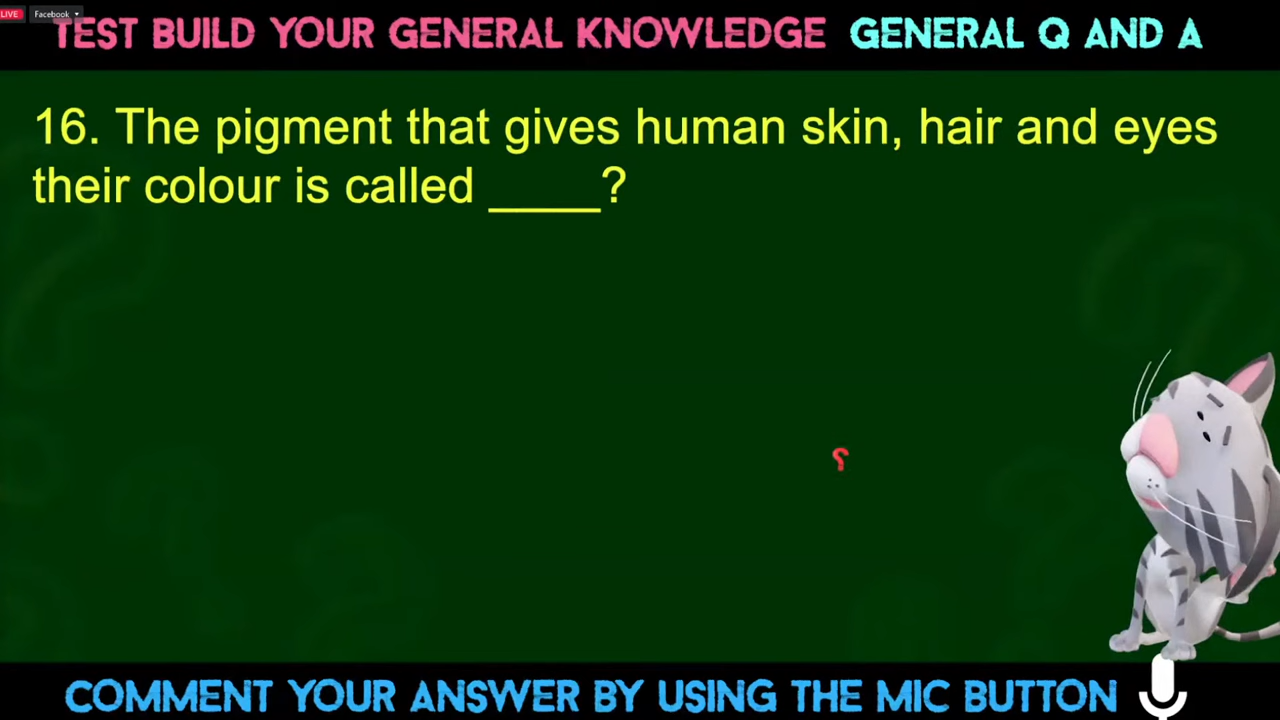 LIVE Facebook
TEST BUILD YOUR GENERAL KNOWLEDGE GENERAL Q AND A
16. The pigment that gives human skin, hair and eyes
their colour is called ____?
COMMENT YOUR ANSWER BY USING THE MIC BUTTON